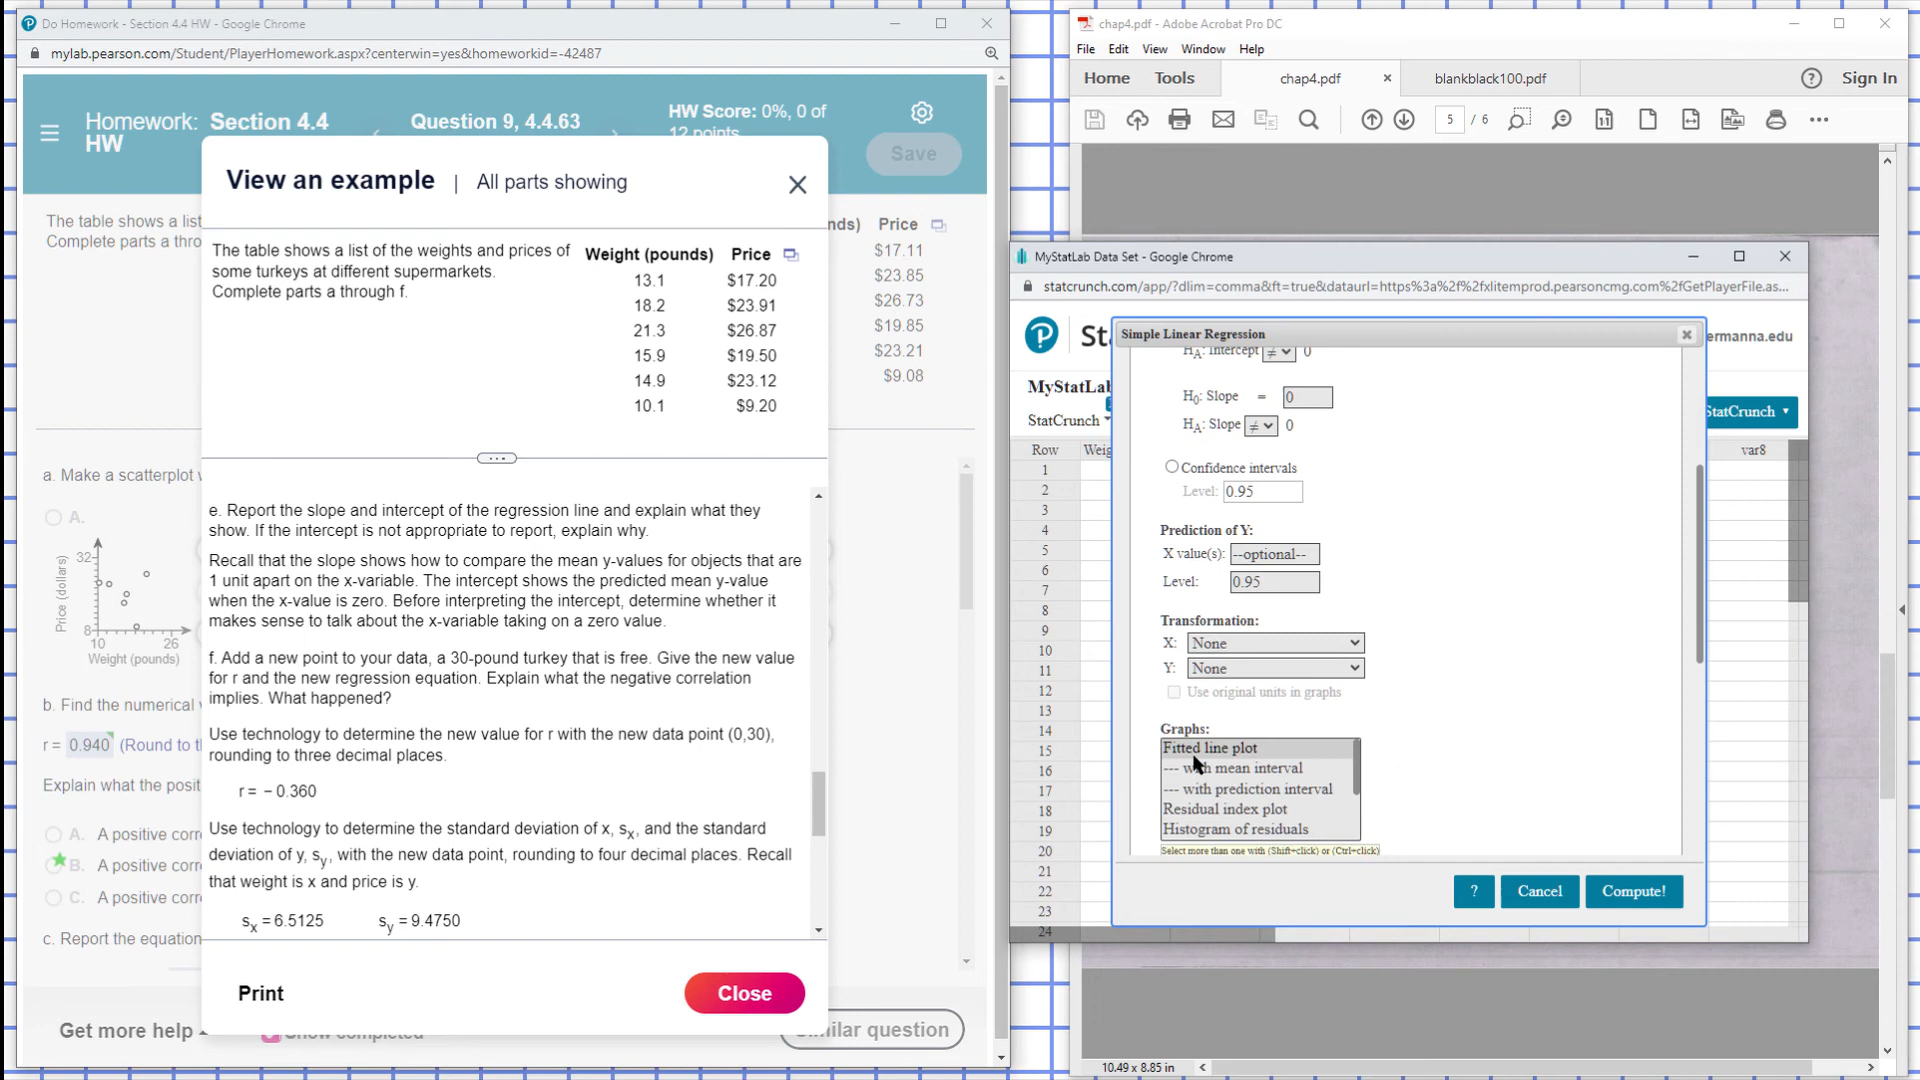 Do Homework - Section 4.4 HW - Google Chrome
mylab.pearson.com/Student/PlayerHomework.aspx?centerwin=yes&homeworkid=-42487
Homework:
HW
Section 4.4
Question 9, 4.4.63
HW Score: 0%, 0 of
12 points
Save
The table shows a list
Complete parts a thro
nds) Price
$17.11
$23.85
$26.73
$19.85
$23.21
$9.08
a. Make a scatterplot
A.
Price (dollars)
32
8
10 26
Weight (pounds)
b. Find the numerical
r = 0.940 (Round to t
Explain what the posit
A. A positive corre
B. A positive corre
C. A positive corre
c. Report the equation
Get more help
Show completed
Similar question
View an example | All parts showing
The table shows a list of the weights and prices of
some turkeys at different supermarkets.
Complete parts a through f.
Weight (pounds) Price
13.1 $17.20
18.2 $23.91
21.3 $26.87
15.9 $19.50
14.9 $23.12
10.1 $9.20
e. Report the slope and intercept of the regression line and explain what they
show. If the intercept is not appropriate to report, explain why.
Recall that the slope shows how to compare the mean y-values for objects that are
1 unit apart on the x-variable. The intercept shows the predicted mean y-value
when the x-value is zero. Before interpreting the intercept, determine whether it
makes sense to talk about the x-variable taking on a zero value.
f. Add a new point to your data, a 30-pound turkey that is free. Give the new value
for r and the new regression equation. Explain what the negative correlation
implies. What happened?
Use technology to determine the new value for r with the new data point (0,30),
rounding to three decimal places.
r = − 0.360
Use technology to determine the standard deviation of x, sx, and the standard
deviation of y, sy, with the new data point, rounding to four decimal places. Recall
that weight is x and price is y.
sx = 6.5125 sy = 9.4750
Print
Close
chap4.pdf - Adobe Acrobat Pro DC
File Edit View Window Help
Home Tools chap4.pdf × blankblack100.pdf ? Sign In
5 / 6
MyStatLab Data Set - Google Chrome
statcrunch.com/app/?dlim=comma&ft=true&dataurl=https%3a%2f%2fxlitemprod.pearsoncmg.com%2fGetPlayerFile.as...
P St ermanna.edu
MyStatLab
StatCrunch
StatCrunch
Row Weig var8
1
2
3
4
5
6
7
8
9
10
11
12
13
14
15
16
17
18
19
20
21
22
23
24
Simple Linear Regression
HA: Intercept ≠ 0
H0: Slope = 0
HA: Slope ≠ 0
Confidence intervals
Level: 0.95
Prediction of Y:
X value(s): --optional--
Level: 0.95
Transformation:
X: None
Y: None
Use original units in graphs
Graphs:
Fitted line plot
--- with mean interval
--- with prediction interval
Residual index plot
Histogram of residuals
Select more than one with (Shift+click) or (Ctrl+click)
? Cancel Compute!
10.49 x 8.85 in